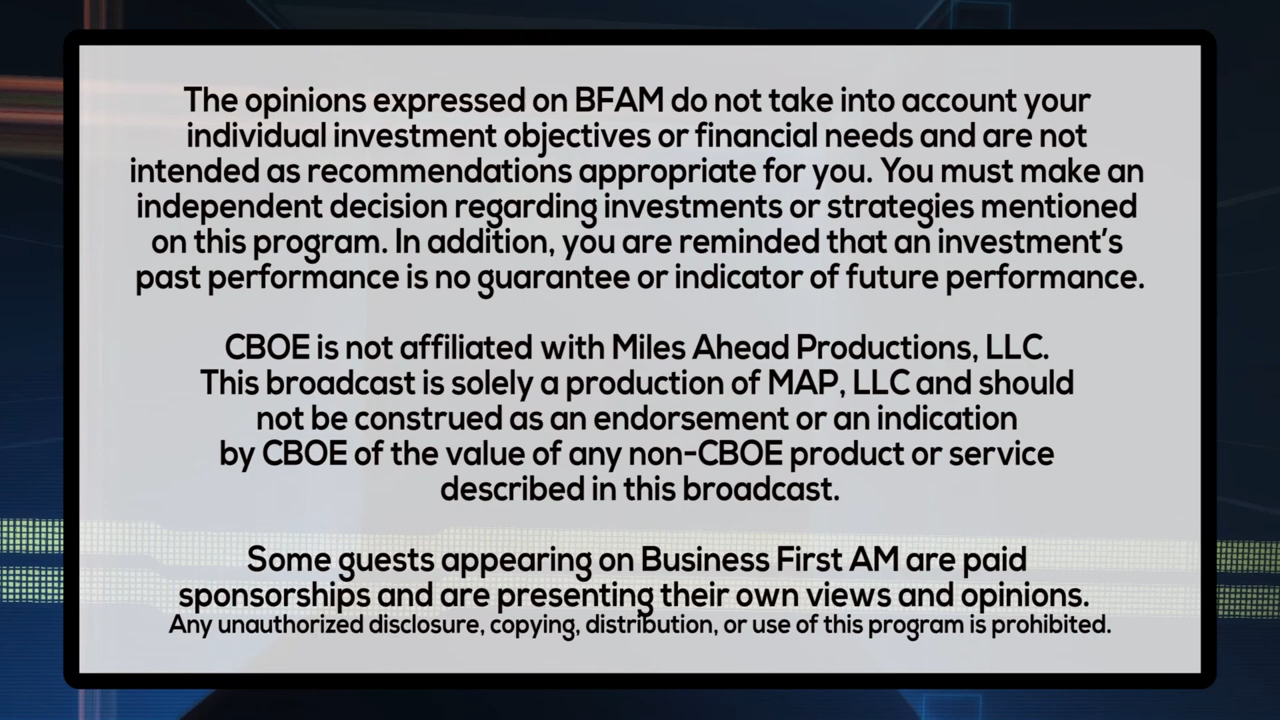 The opinions expressed on BFAM do not take into account your
individual investment objectives or financial needs and are not
intended as recommendations appropriate for you. You must make an
independent decision regarding investments or strategies mentioned
on this program. In addition, you are reminded that an investment's
past performance is no guarantee or indicator of future performance.
CBOE is not affiliated with Miles Ahead Productions, LLC.
This broadcast is solely a production of MAP, LLC and should
not be construed as an endorsement or an indication
by CBOE of the value of any non-CBOE product or service
described in this broadcast.
Some guests appearing on Business First AM are paid
sponsorships and are presenting their own views and opinions.
Any unauthorized disclosure, copying, distribution, or use of this program is prohibited.